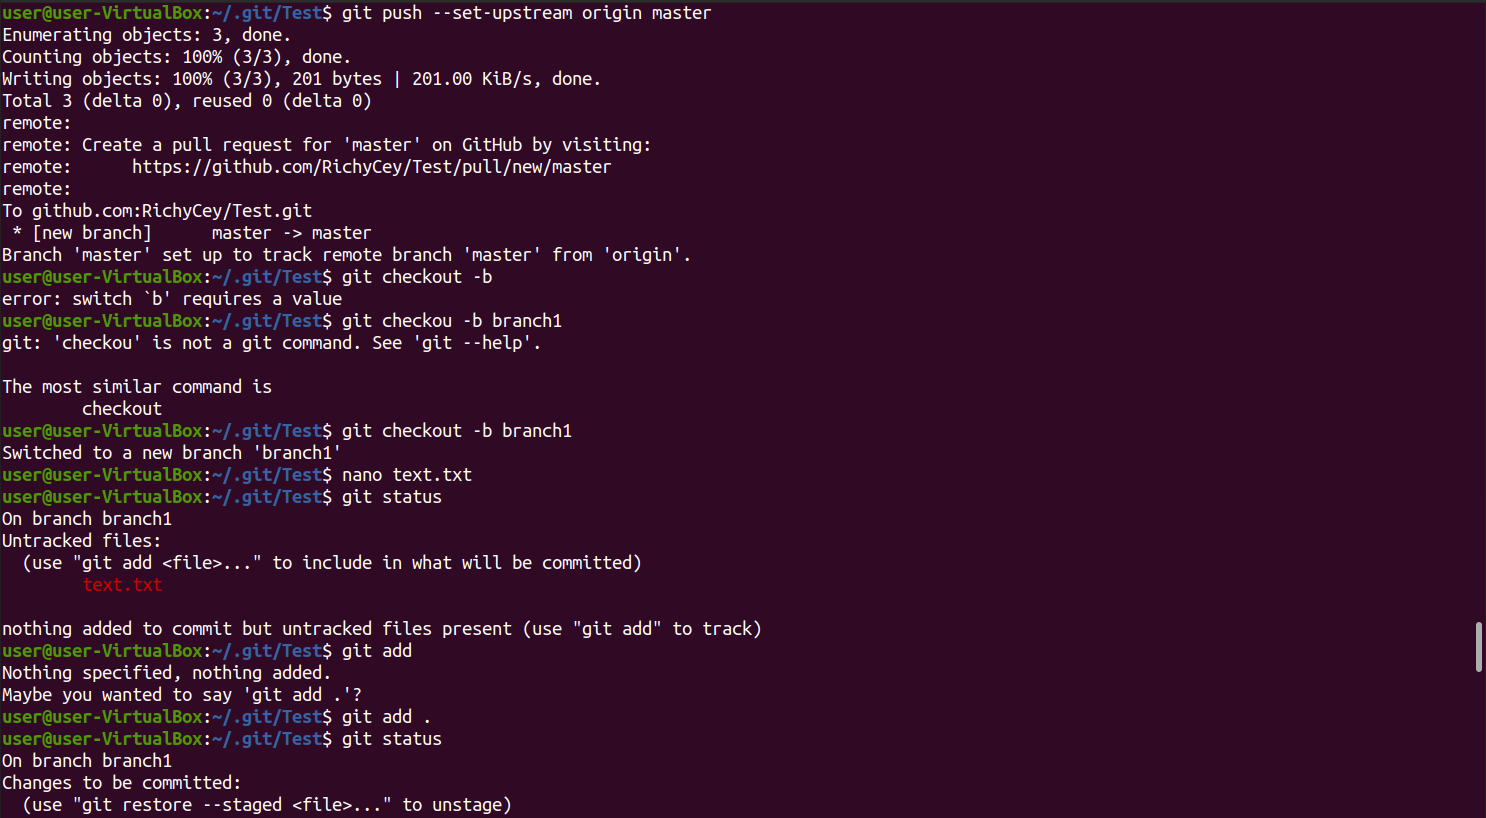 user@user-VirtualBox:~/.git/Test$ git push --set-upstream origin master
Enumerating objects: 3, done.
Counting objects: 100% (3/3), done.
Writing objects: 100% (3/3), 201 bytes | 201.00 KiB/s, done.
Total 3 (delta 0), reused 0 (delta 0)
remote:
remote: Create a pull request for 'master' on GitHub by visiting:
remote:      https://github.com/RichyCey/Test/pull/new/master
remote:
To github.com:RichyCey/Test.git
 * [new branch]      master -> master
Branch 'master' set up to track remote branch 'master' from 'origin'.
user@user-VirtualBox:~/.git/Test$ git checkout -b
error: switch `b' requires a value
user@user-VirtualBox:~/.git/Test$ git checkou -b branch1
git: 'checkou' is not a git command. See 'git --help'.

The most similar command is
        checkout
user@user-VirtualBox:~/.git/Test$ git checkout -b branch1
Switched to a new branch 'branch1'
user@user-VirtualBox:~/.git/Test$ nano text.txt
user@user-VirtualBox:~/.git/Test$ git status
On branch branch1
Untracked files:
  (use "git add <file>..." to include in what will be committed)
        text.txt

nothing added to commit but untracked files present (use "git add" to track)
user@user-VirtualBox:~/.git/Test$ git add
Nothing specified, nothing added.
Maybe you wanted to say 'git add .'?
user@user-VirtualBox:~/.git/Test$ git add .
user@user-VirtualBox:~/.git/Test$ git status
On branch branch1
Changes to be committed:
  (use "git restore --staged <file>..." to unstage)